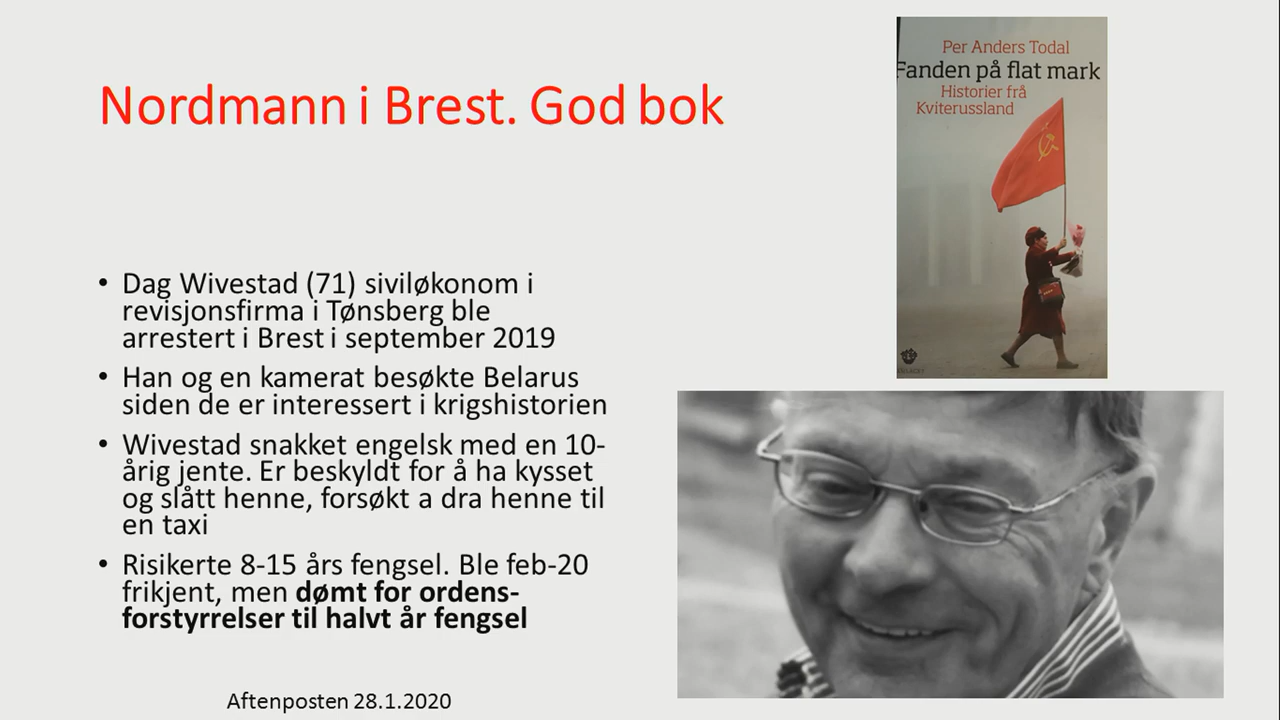 Nordmann i Brest. God bok
Per Anders Todal
Fanden på flat mark
Historier frå
Kviterussland
• Dag Wivestad (71) siviløkonom i
revisjonsfirma i Tønsberg ble
arrestert i Brest i september 2019
• Han og en kamerat besøkte Belarus
siden de er interessert i krigshistorien
• Wivestad snakket engelsk med en 10-
årig jente. Er beskyldt for å ha kysset
og slått henne, forsøkt a dra henne til
en taxi
• Risikerte 8-15 års fengsel. Ble feb-20
frikjent, men dømt for ordens-
forstyrrelser til halvt år fengsel
Aftenposten 28.1.2020